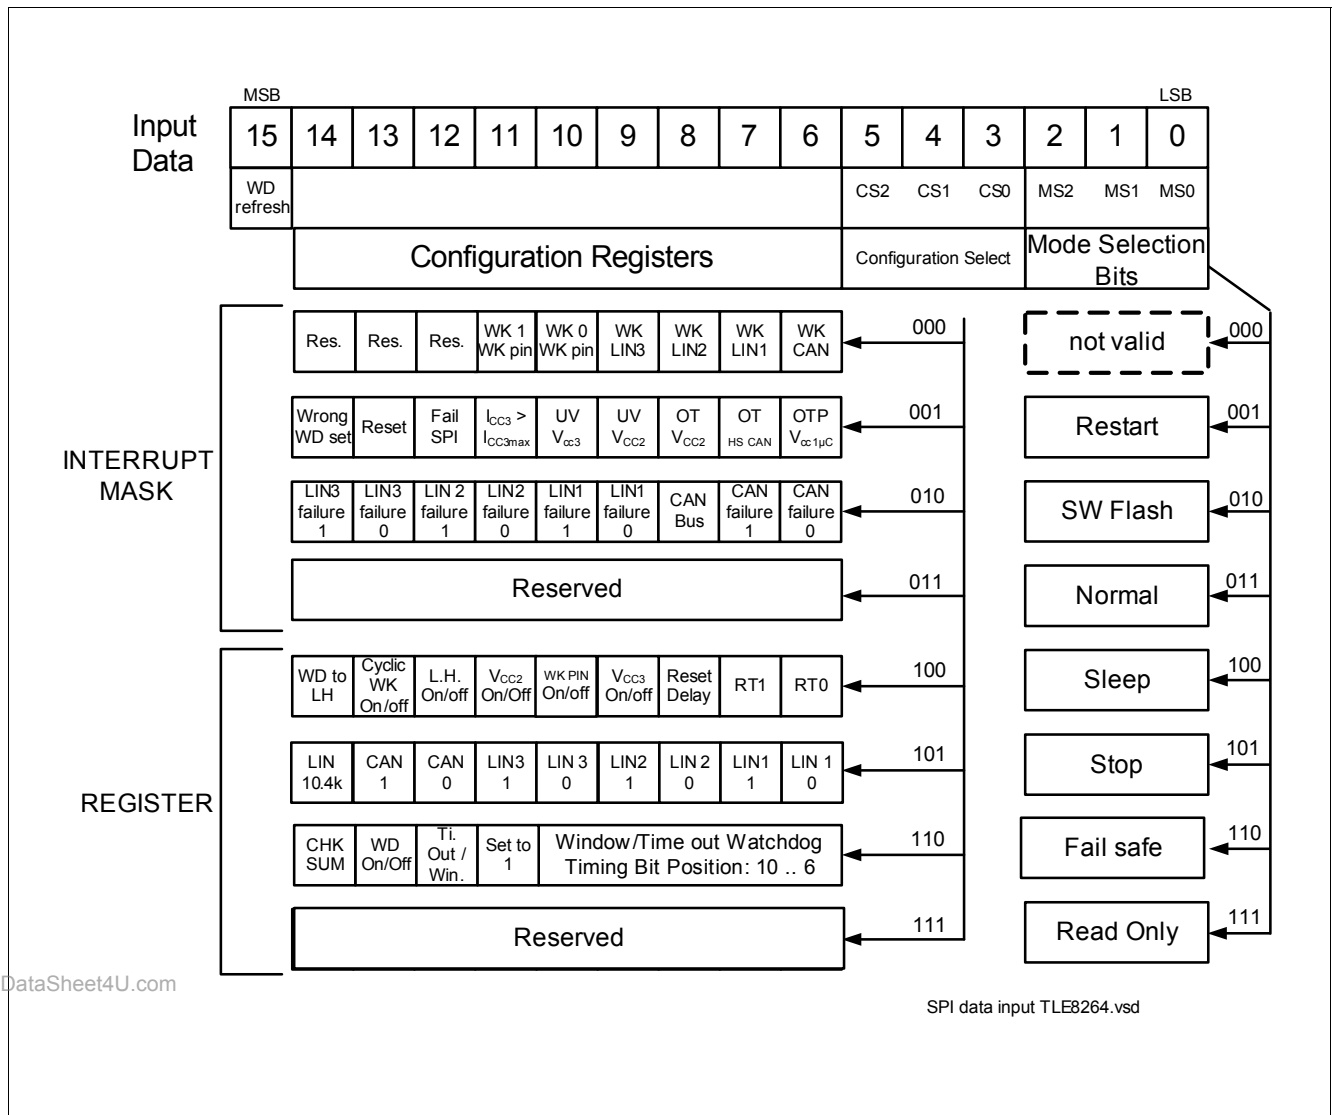 MSB LSB
Input Data 15 14 13 12 11 10 9 8 7 6 5 4 3 2 1 0
WD refresh CS2 CS1 CS0 MS2 MS1 MS0
Configuration Registers Configuration Select Mode Selection Bits
INTERRUPT MASK
Res. Res. Res. WK 1 WK pin WK 0 WK pin WK LIN3 WK LIN2 WK LIN1 WK CAN 000 not valid 000
Wrong WD set Reset Fail SPI ICC3 > ICC3max UV Vcc3 UV VCC2 OT VCC2 OT HS CAN OTP Vcc1µC 001 Restart 001
LIN3 failure 1 LIN3 failure 0 LIN 2 failure 1 LIN2 failure 0 LIN1 failure 1 LIN1 failure 0 CAN Bus CAN failure 1 CAN failure 0 010 SW Flash 010
Reserved 011 Normal 011
REGISTER
WD to LH Cyclic WK On/off L.H. On/off VCC2 On/Off WK PIN On/off VCC3 On/off Reset Delay RT1 RT0 100 Sleep 100
LIN 10.4k CAN 1 CAN 0 LIN3 1 LIN 3 0 LIN2 1 LIN 2 0 LIN1 1 LIN 1 0 101 Stop 101
CHK SUM WD On/Off Ti. Out / Win. Set to 1 Window/Time out Watchdog Timing Bit Position: 10 .. 6 110 Fail safe 110
Reserved 111 Read Only 111
DataSheet4U.com
SPI data input TLE8264.vsd